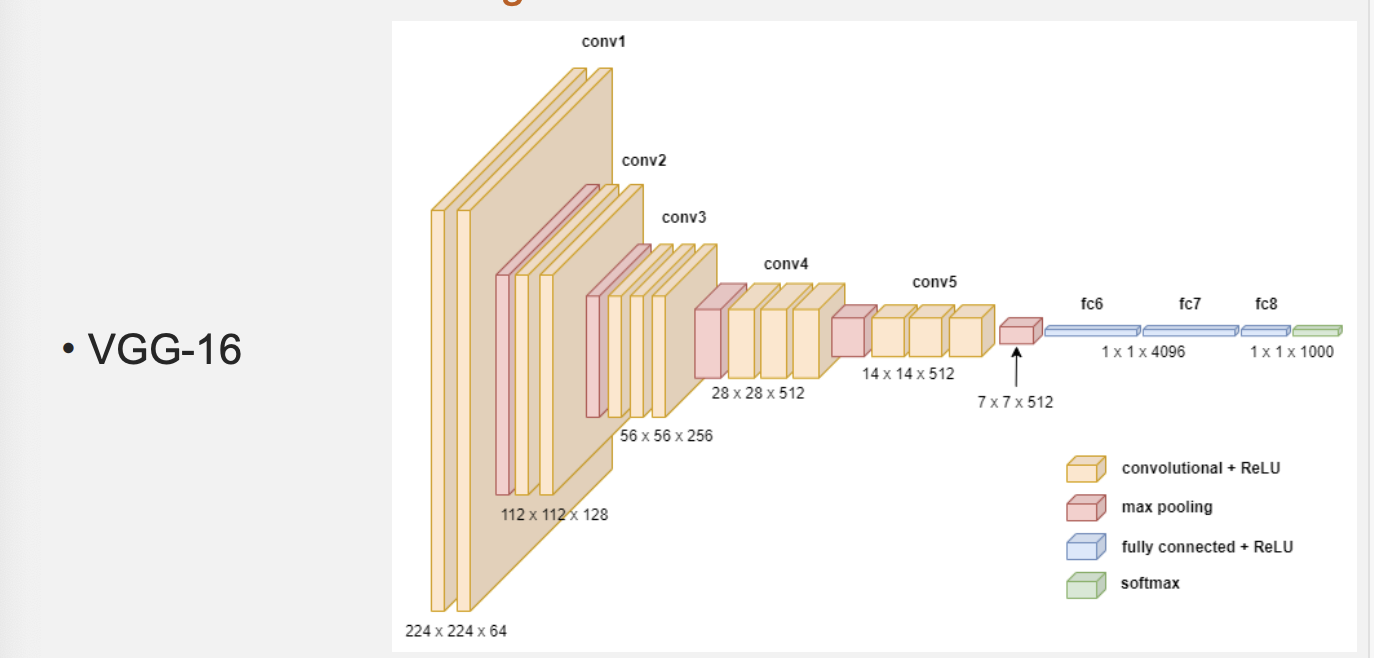 • VGG-16
conv1
conv2
conv3
conv4
conv5
fc6
fc7
fc8
1 x 1 x 4096
1 x 1 x 1000
14 x 14 x 512
28 x 28 x 512
7 x 7 x 512
56 x 56 x 256
112 x 112 x 128
224 x 224 x 64
convolutional + ReLU
max pooling
fully connected + ReLU
softmax